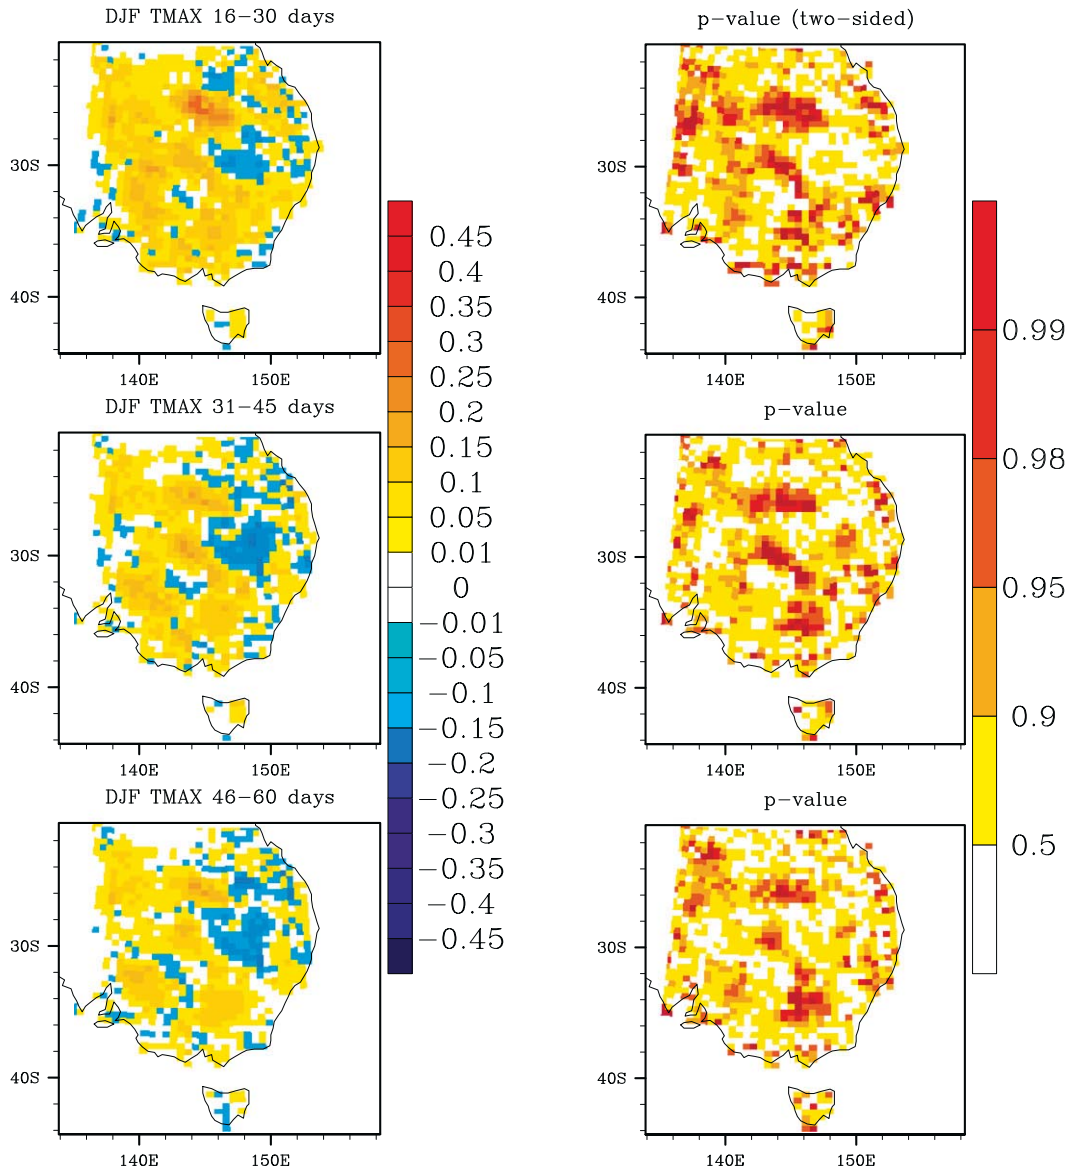 DJF TMAX 16−30 days
p−value (two−sided)
30S
40S
140E
150E
30S
40S
140E
150E
DJF TMAX 31−45 days
p−value
30S
40S
140E
150E
30S
40S
140E
150E
DJF TMAX 46−60 days
p−value
30S
40S
140E
150E
30S
40S
140E
150E
0.45
0.4
0.35
0.3
0.25
0.2
0.15
0.1
0.05
0.01
0
−0.01
−0.05
−0.1
−0.15
−0.2
−0.25
−0.3
−0.35
−0.4
−0.45
0.99
0.98
0.95
0.9
0.5